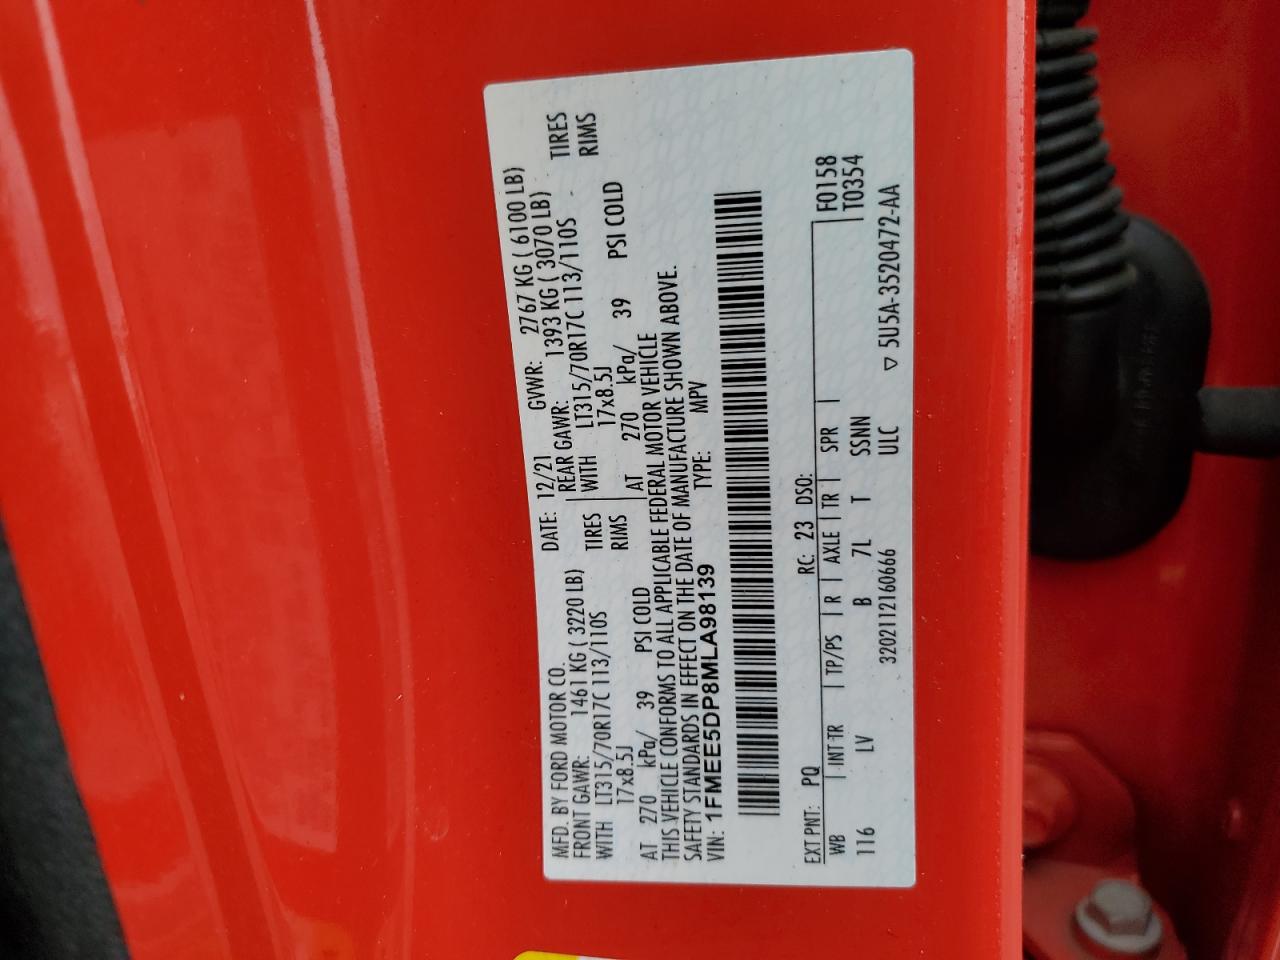 MFD. BY FORD MOTOR CO. DATE: 12/21 GVWR: 2767 KG ( 6100 LB)
FRONT GAWR: 1461 KG ( 3220 LB) REAR GAWR: 1393 KG ( 3070 LB)
WITH LT315/70R17C 113/110S TIRES WITH LT315/70R17C 113/110S TIRES
17x8.5J RIMS 17x8.5J RIMS
AT 270 kPa/ 39 PSI COLD AT 270 kPa/ 39 PSI COLD
THIS VEHICLE CONFORMS TO ALL APPLICABLE FEDERAL MOTOR VEHICLE
SAFETY STANDARDS IN EFFECT ON THE DATE OF MANUFACTURE SHOWN ABOVE.
VIN: 1FMEE5DP8MLA98139 TYPE: MPV
EXT PNT: PQ RC: 23 DSO: F0158
WB INT TR TP/PS R AXLE TR SPR T0354
116 LV B 7L T SSNN
3202112160666 ULC ▽ 5U5A-3520472-AA